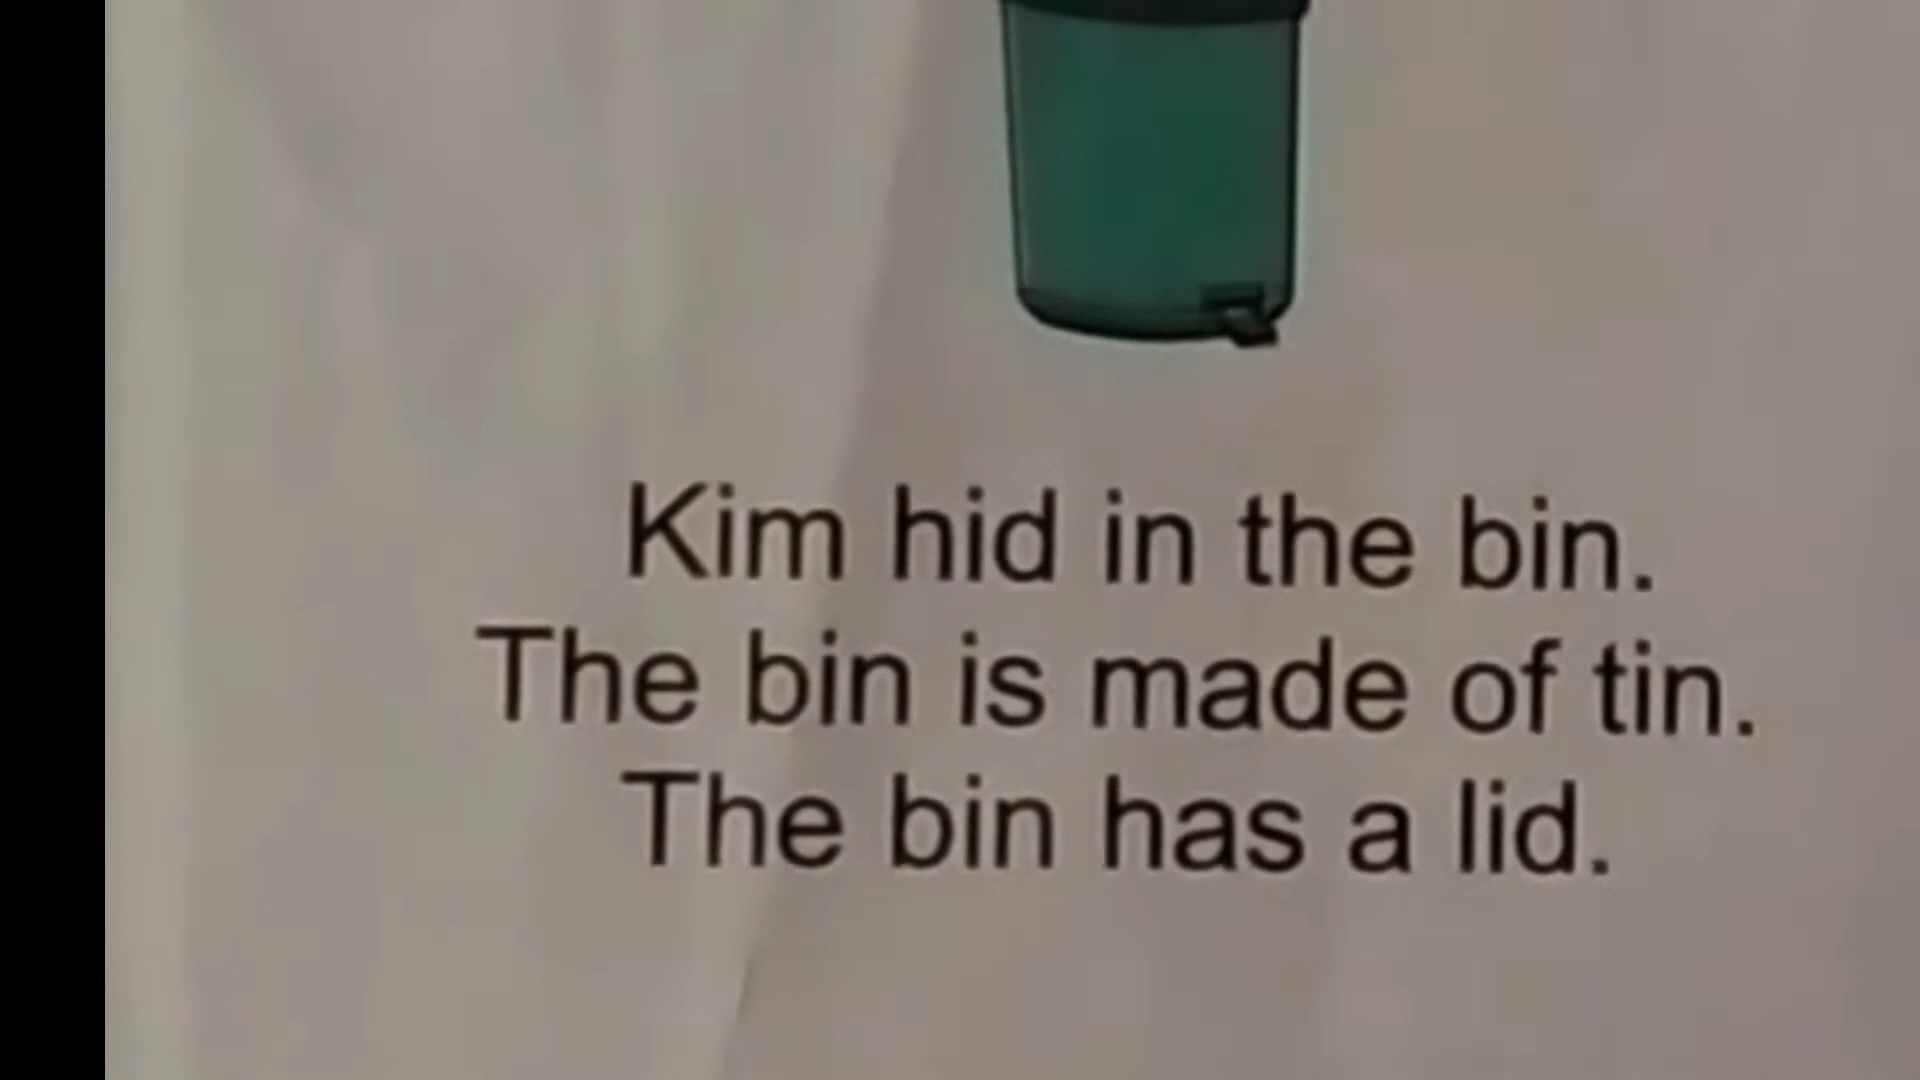 Kim hid in the bin.
The bin is made of tin.
The bin has a lid.